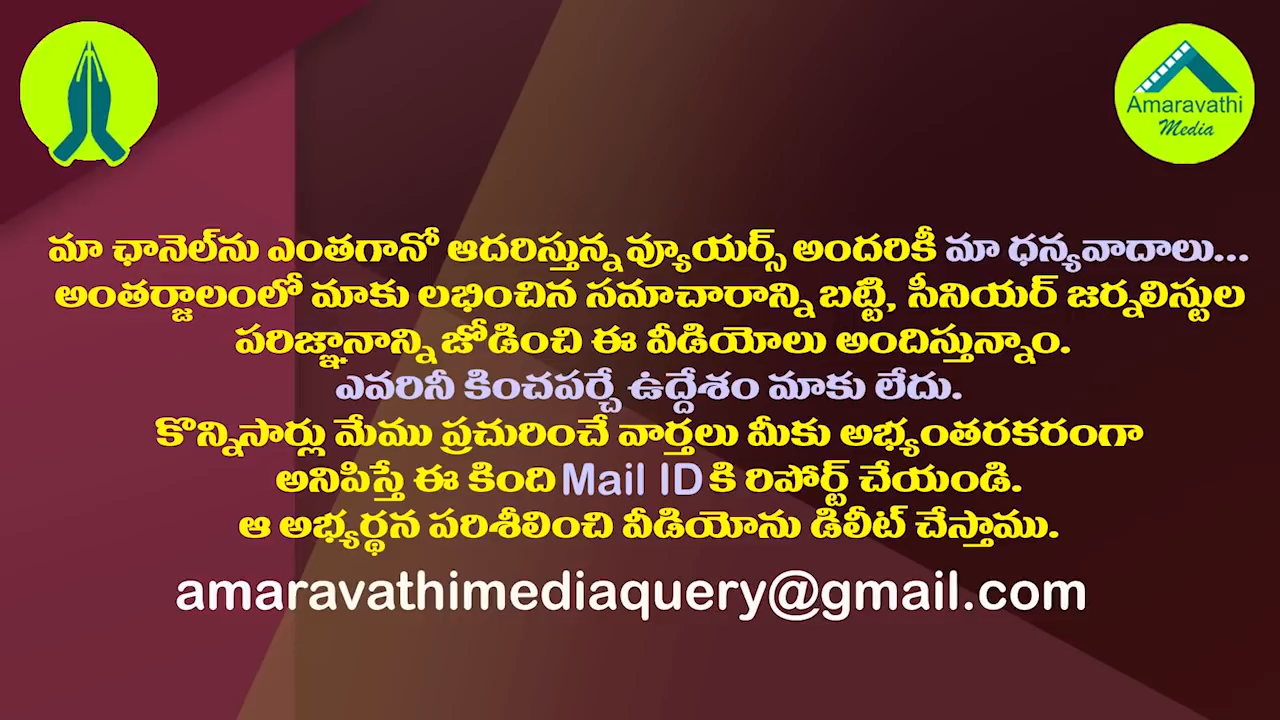 Amaravathi
Media
మా ఛానెల్‌ను ఎంతగానో ఆదరిస్తున్న వ్యూయర్స్ అందరికీ మా ధన్యవాదాలు...
అంతర్జాలంలో మాకు లభించిన సమాచారాన్ని బట్టి, సీనియర్ జర్నలిస్టుల
పరిజ్ఞానాన్ని జోడించి ఈ వీడియోలు అందిస్తున్నాం.
ఎవరినీ కించపర్చే ఉద్దేశం మాకు లేదు.
కొన్నిసార్లు మేము ప్రచురించే వార్తలు మీకు అభ్యంతరకరంగా
అనిపిస్తే ఈ కింది Mail ID కి రిపోర్ట్ చేయండి.
ఆ అభ్యర్థన పరిశీలించి వీడియోను డిలీట్ చేస్తాము.
amaravathimediaquery@gmail.com